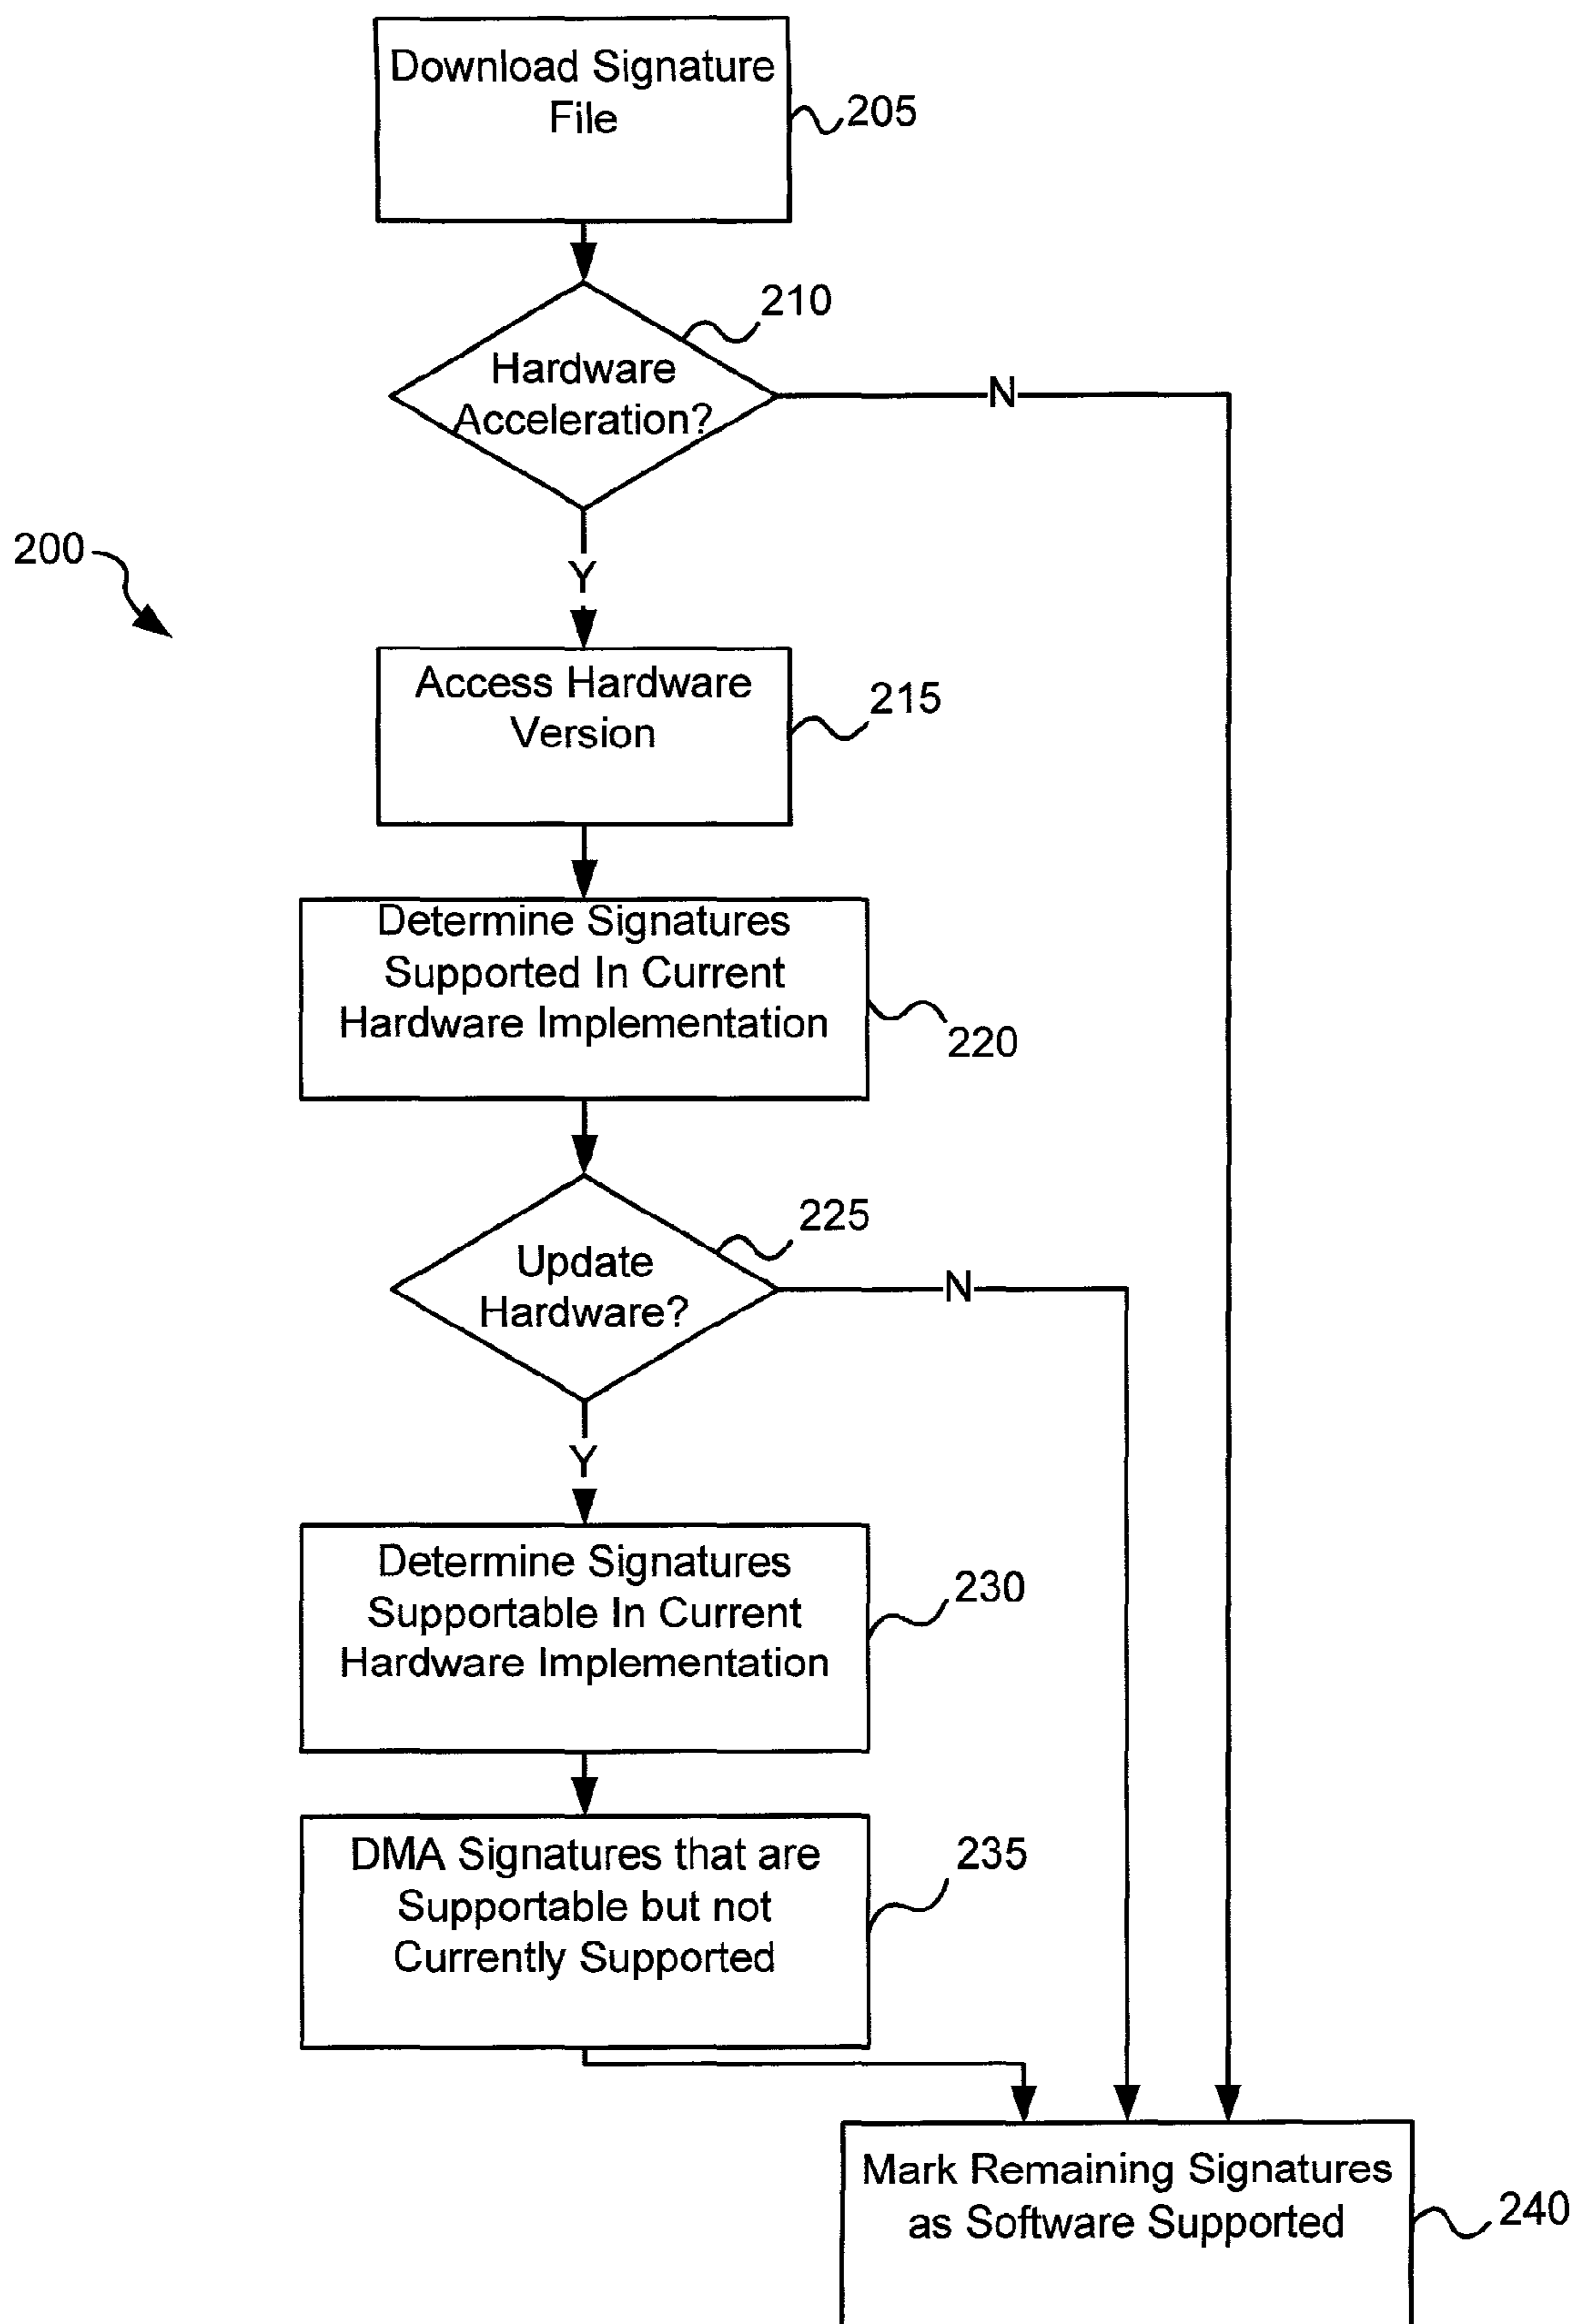 Download Signature
File
205
210
Hardware
Acceleration?
N
200
Y
Access Hardware
Version
215
Determine Signatures
Supported In Current
Hardware Implementation
220
225
Update
Hardware?
N
Y
Determine Signatures
Supportable In Current
Hardware Implementation
230
DMA Signatures that are
Supportable but not
Currently Supported
235
Mark Remaining Signatures
as Software Supported
240